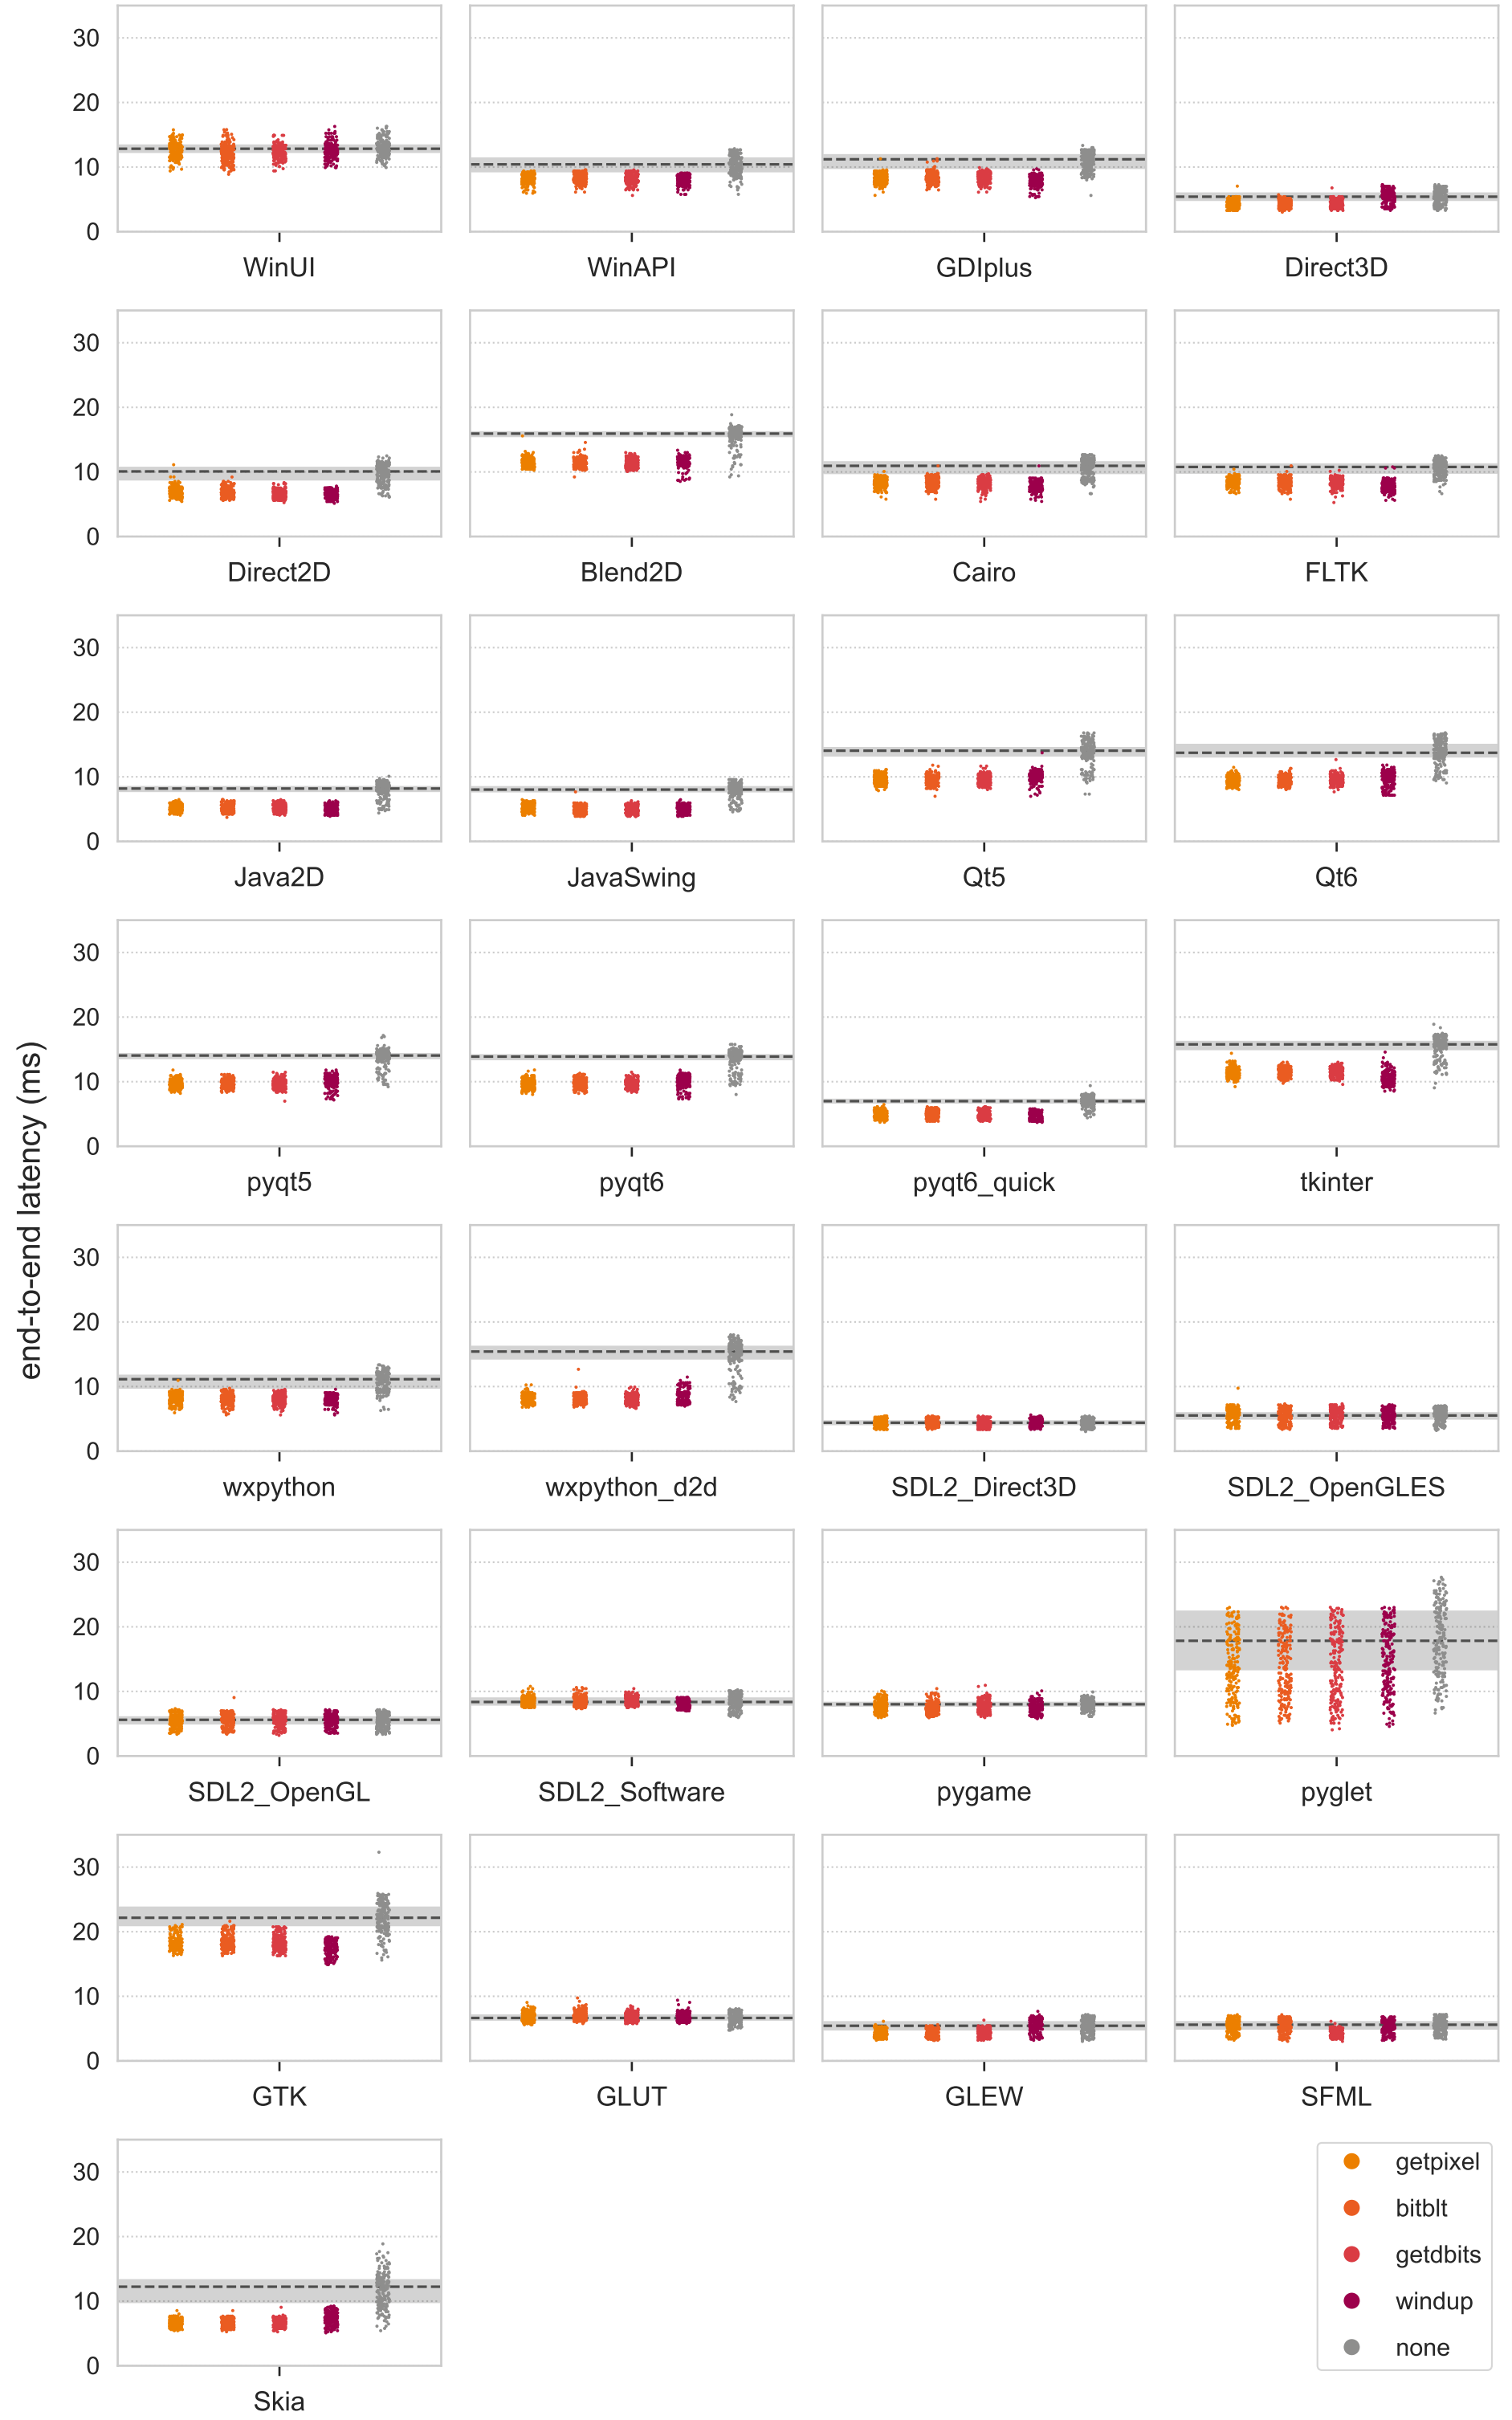 end-to-end latency (ms)
30
20
10
0
WinUI
WinAPI
GDIplus
Direct3D
30
20
10
0
Direct2D
Blend2D
Cairo
FLTK
30
20
10
0
Java2D
JavaSwing
Qt5
Qt6
30
20
10
0
pyqt5
pyqt6
pyqt6_quick
tkinter
30
20
10
0
wxpython
wxpython_d2d
SDL2_Direct3D
SDL2_OpenGLES
30
20
10
0
SDL2_OpenGL
SDL2_Software
pygame
pyglet
30
20
10
0
GTK
GLUT
GLEW
SFML
30
20
10
0
Skia
getpixel
bitblt
getdbits
windup
none